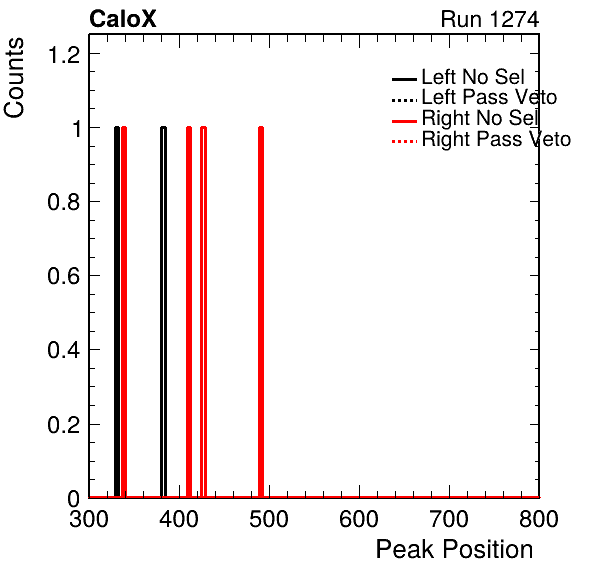 CaloX Run 1274
Counts
1.2
1
0.8
0.6
0.4
0.2
0
Left No Sel
Left Pass Veto
Right No Sel
Right Pass Veto
300 400 500 600 700 800
Peak Position